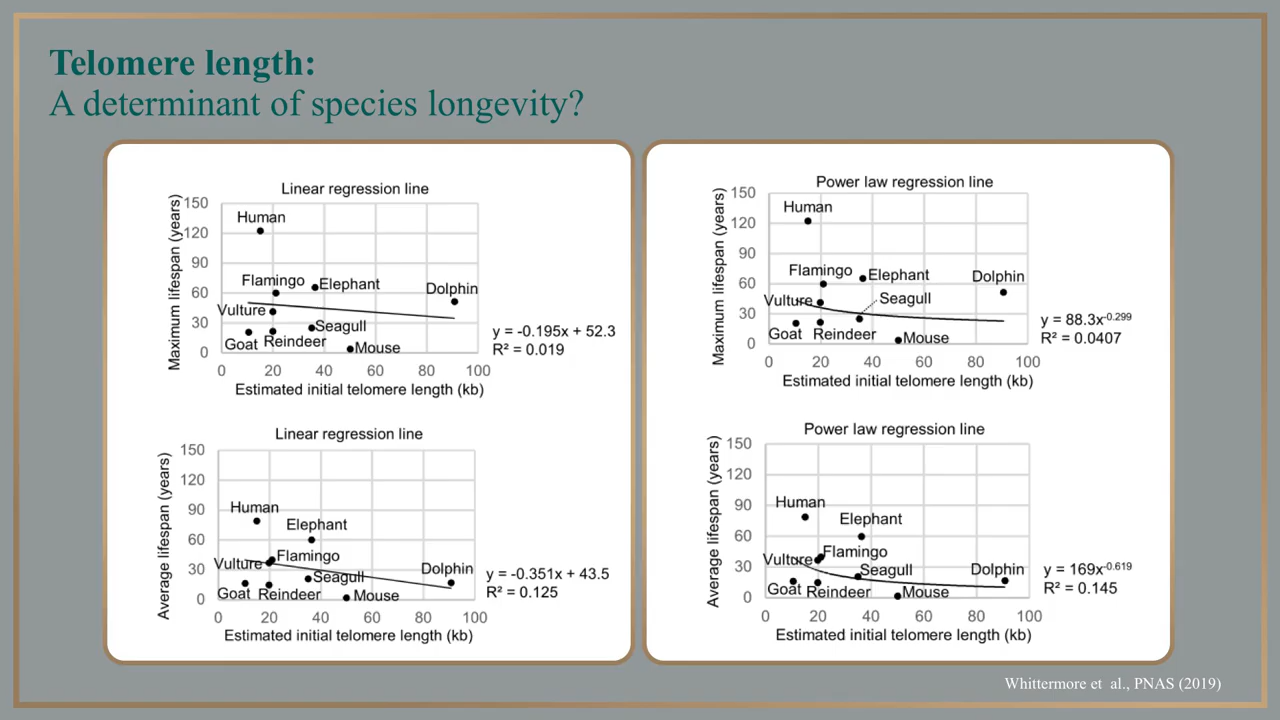 Telomere length:
A determinant of species longevity?
Linear regression line
Maximum lifespan (years)
150
120
90
60
30
0
Human
Flamingo
Elephant
Dolphin
Vulture
Seagull
Goat
Reindeer
Mouse
y = -0.195x + 52.3
R² = 0.019
0 20 40 60 80 100
Estimated initial telomere length (kb)
Power law regression line
Maximum lifespan (years)
150
120
90
60
30
0
Human
Flamingo
Elephant
Dolphin
Vulture
Seagull
Goat
Reindeer
Mouse
y = 88.3x^-0.299
R² = 0.0407
0 20 40 60 80 100
Estimated initial telomere length (kb)
Linear regression line
Average lifespan (years)
150
120
90
60
30
0
Human
Elephant
Vulture
Flamingo
Seagull
Dolphin
Goat
Reindeer
Mouse
y = -0.351x + 43.5
R² = 0.125
0 20 40 60 80 100
Estimated initial telomere length (kb)
Power law regression line
Average lifespan (years)
150
120
90
60
30
0
Human
Elephant
Vulture
Flamingo
Seagull
Dolphin
Goat
Reindeer
Mouse
y = 169x^-0.619
R² = 0.145
0 20 40 60 80 100
Estimated initial telomere length (kb)
Whittermore et al., PNAS (2019)